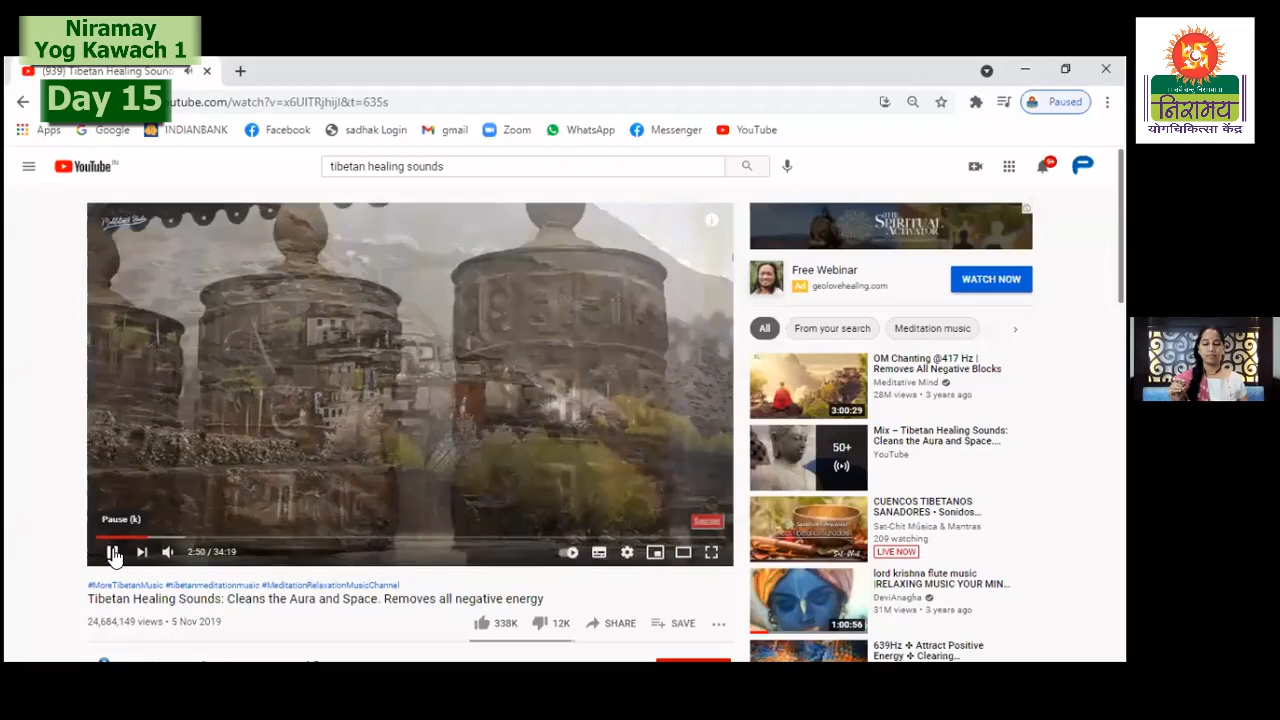 Niramay
Yog Kawach 1
(939) Tibetan Healing Sound
Day 15
utube.com/watch?v=x6UITRjhijI&t=635s
Paused
Apps
Google
INDIANBANK
Facebook
sadhak Login
gmail
Zoom
WhatsApp
Messenger
YouTube
YouTube IN
tibetan healing sounds
9+
THE
SPIRITUAL
ACTIVATOR
Free Webinar
Ad geolovehealing.com
WATCH NOW
All
From your search
Meditation music
OM Chanting @417 Hz |
Removes All Negative Blocks
Meditative Mind
28M views • 3 years ago
3:00:29
Mix – Tibetan Healing Sounds:
Cleans the Aura and Space....
YouTube
50+
CUENCOS TIBETANOS
SANADORES • Sonidos...
Sat-Chit Música & Mantras
209 watching
LIVE NOW
lord krishna flute music
|RELAXING MUSIC YOUR MIN...
DeviAnagha
31M views • 3 years ago
1:00:56
639Hz ✤ Attract Positive
Energy ✤ Clearing...
Pause (k)
SUBSCRIBE
2:50 / 34:19
#MoreTibetanMusic #tibetanmeditationmusic #MeditationRelaxationMusicChannel
Tibetan Healing Sounds: Cleans the Aura and Space. Removes all negative energy
24,684,149 views • 5 Nov 2019
338K
12K
SHARE
SAVE
निरामय
योगचिकित्सा केंद्र